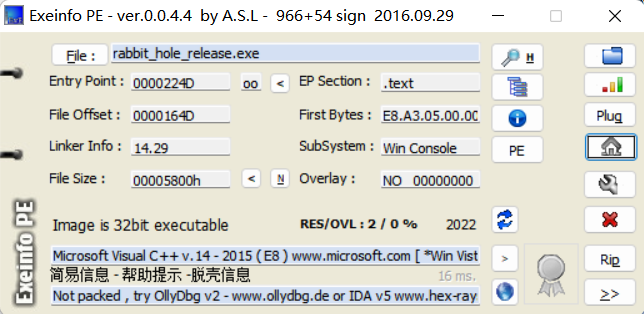 Exeinfo PE - ver.0.0.4.4 by A.S.L - 966+54 sign 2016.09.29
File : rabbit_hole_release.exe
H
Entry Point : 0000224D oo < EP Section : .text
File Offset : 0000164D First Bytes : E8.A3.05.00.00
Plug
Linker Info : 14.29 SubSystem : Win Console
PE
File Size : 00005800h < N Overlay : NO 00000000
Image is 32bit executable RES/OVL : 2 / 0 % 2022
Microsoft Visual C++ v.14 - 2015 ( E8 ) www.microsoft.com [ *Win Vist
> Rip
简易信息 - 帮助提示 -脱壳信息 16 ms.
Not packed , try OllyDbg v2 - www.ollydbg.de or IDA v5 www.hex-ray
>>
Exeinfo PE